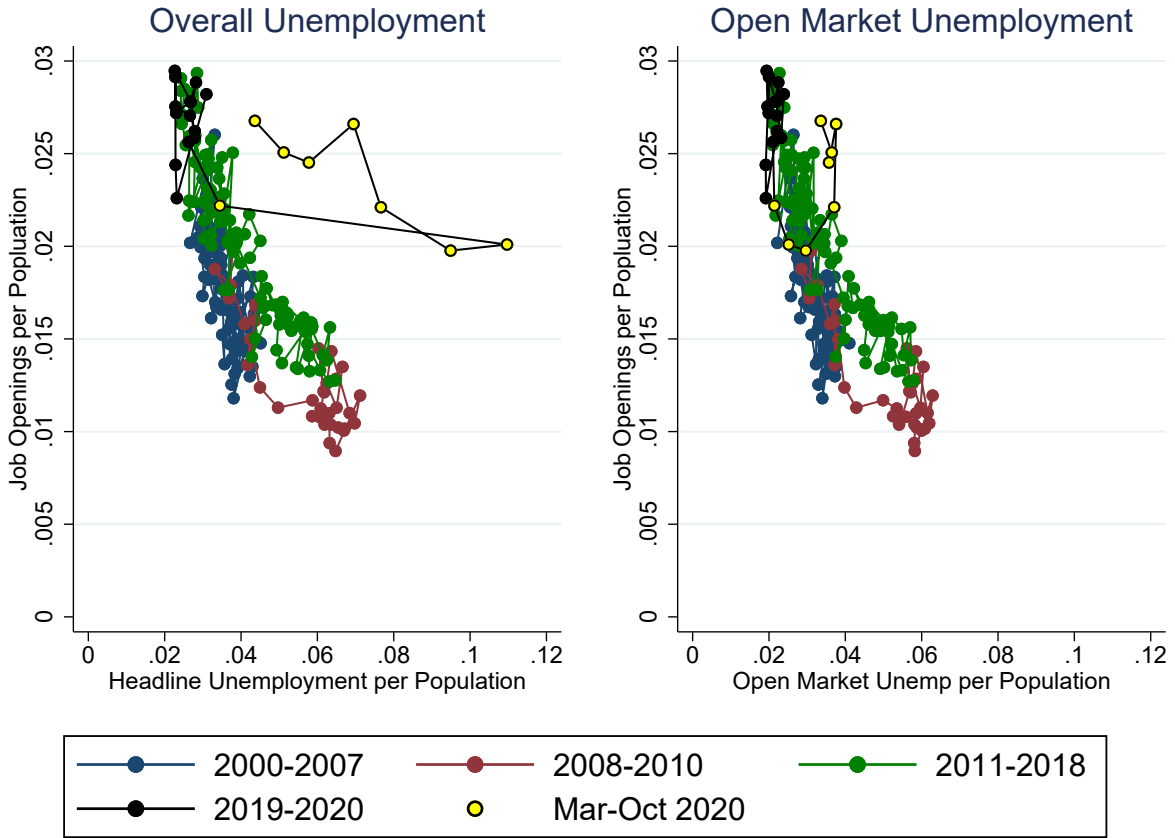 Overall Unemployment
Job Openings per Popluation
.03
.025
.02
.015
.01
.005
0
0 .02 .04 .06 .08 .1 .12
Headline Unemployment per Population
Open Market Unemployment
Job Openings per Popluation
.03
.025
.02
.015
.01
.005
0
0 .02 .04 .06 .08 .1 .12
Open Market Unemp per Population
2000-2007 2008-2010 2011-2018
2019-2020 Mar-Oct 2020